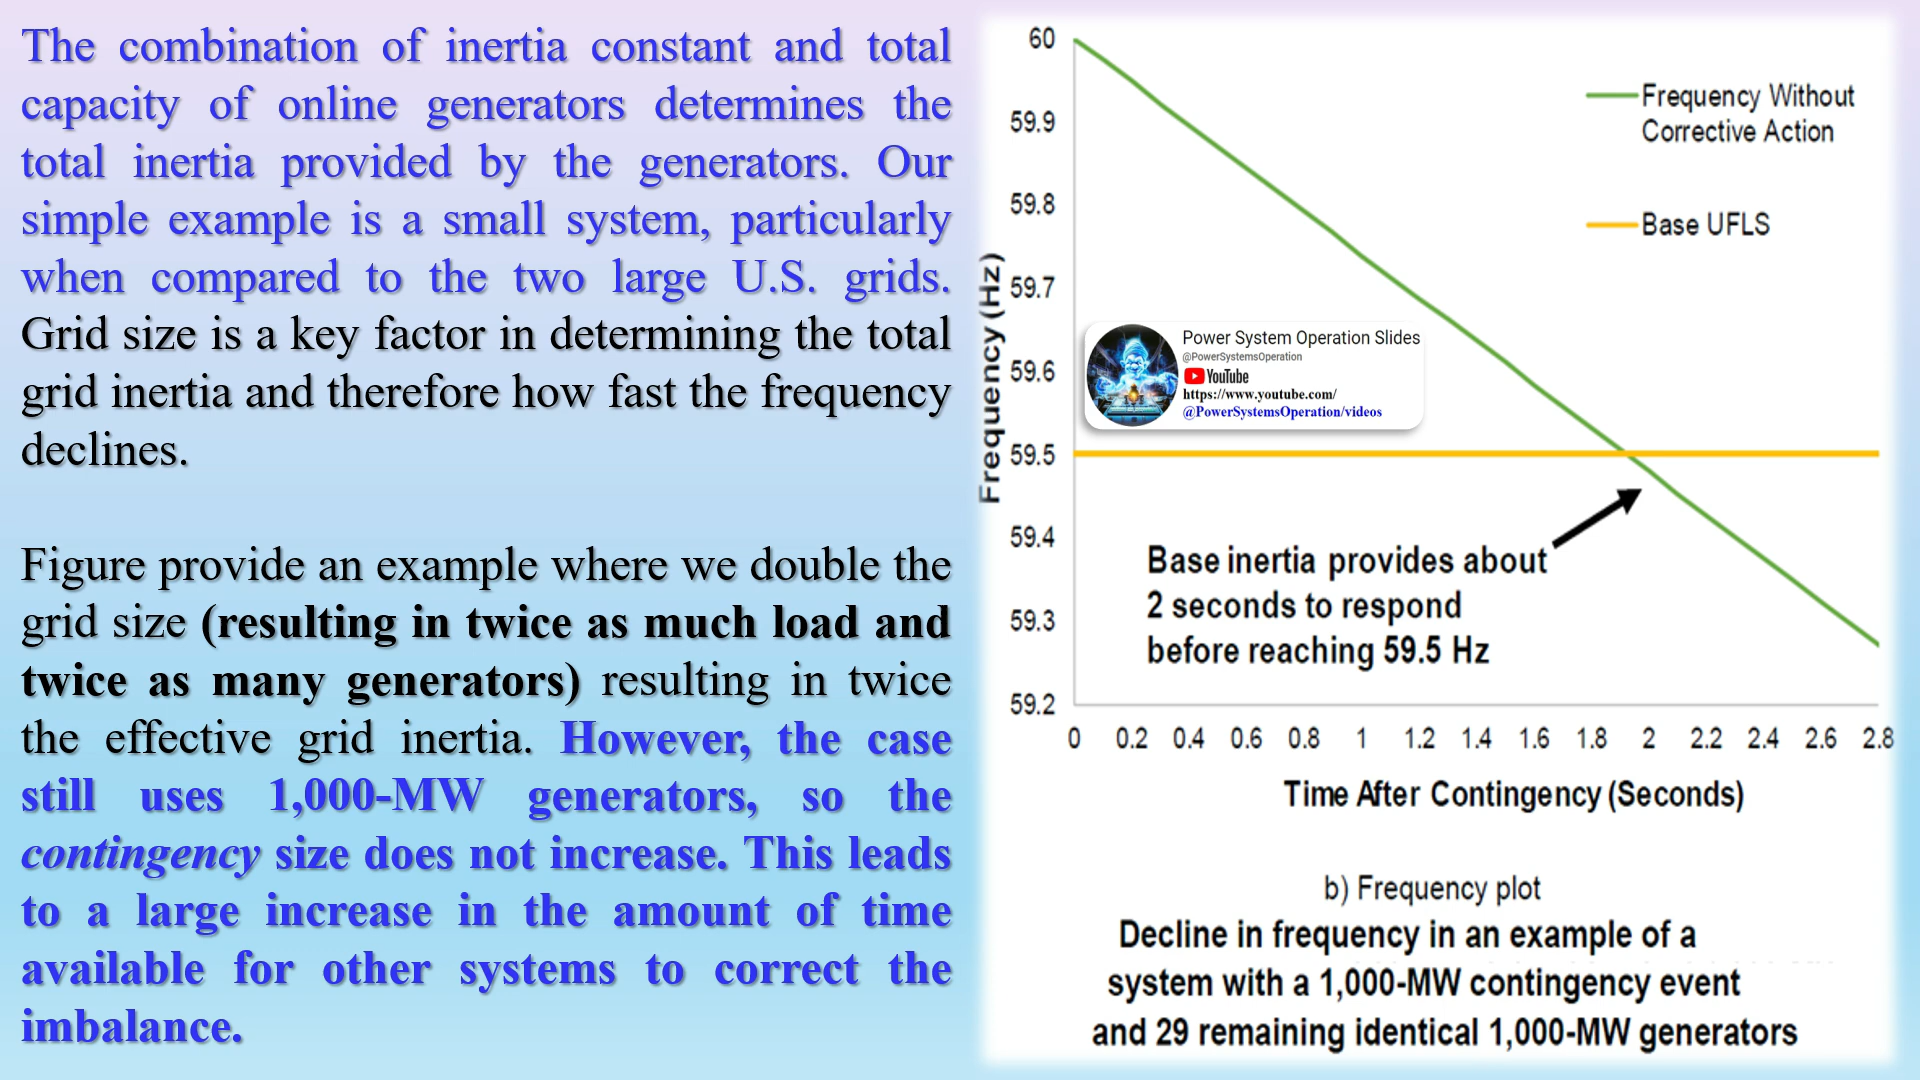 The combination of inertia constant and total
capacity of online generators determines the
total inertia provided by the generators. Our
simple example is a small system, particularly
when compared to the two large U.S. grids.
Grid size is a key factor in determining the total
grid inertia and therefore how fast the frequency
declines.
Figure provide an example where we double the
grid size (resulting in twice as much load and
twice as many generators) resulting in twice
the effective grid inertia. However, the case
still uses 1,000-MW generators, so the
contingency size does not increase. This leads
to a large increase in the amount of time
available for other systems to correct the
imbalance.
Frequency (Hz)
60
59.9
59.8
59.7
59.6
59.5
59.4
59.3
59.2
0 0.2 0.4 0.6 0.8 1 1.2 1.4 1.6 1.8 2 2.2 2.4 2.6 2.8
Time After Contingency (Seconds)
Frequency Without
Corrective Action
Base UFLS
Power System Operation Slides
@PowerSystemsOperation
YouTube
https://www.youtube.com/
@PowerSystemsOperation/videos
Base inertia provides about
2 seconds to respond
before reaching 59.5 Hz
b) Frequency plot
Decline in frequency in an example of a
system with a 1,000-MW contingency event
and 29 remaining identical 1,000-MW generators